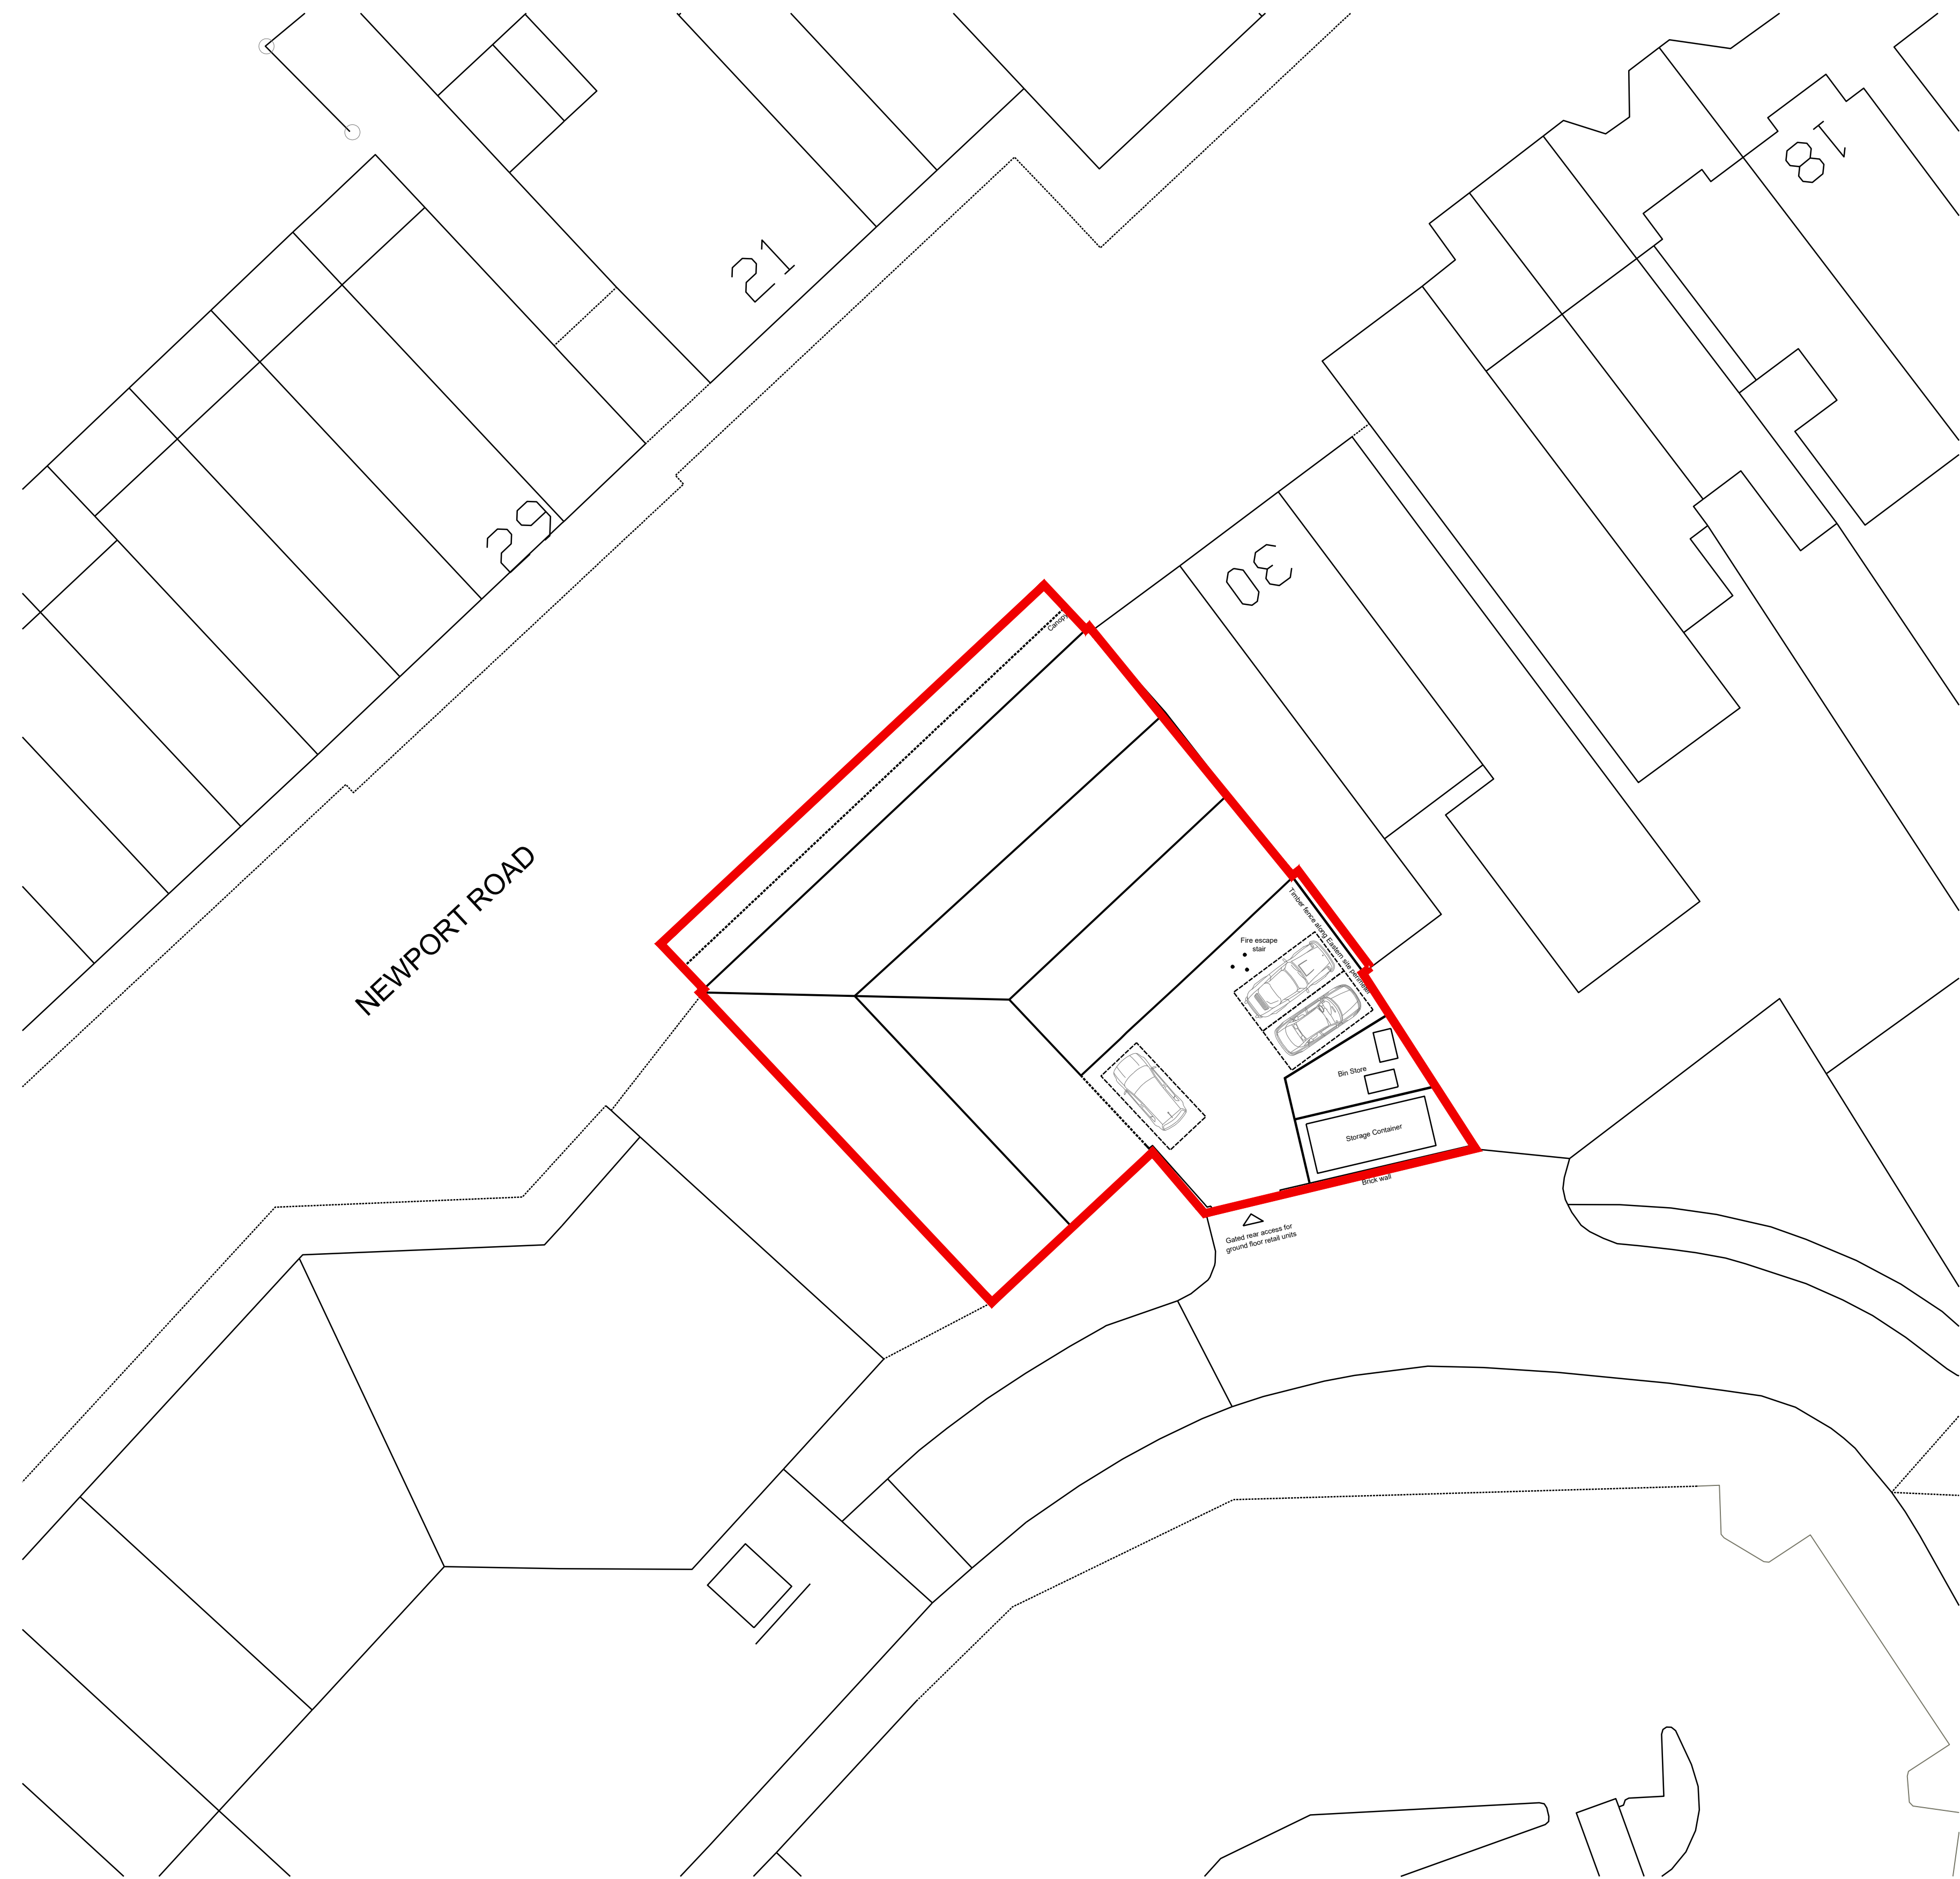 18
21
29
30
Canopy
NEWPORT ROAD
Timber fence along Eastern site perimeter
Fire escape
stair
Bin Store
Storage Container
Brick wall
Gated rear access for
ground floor retail units